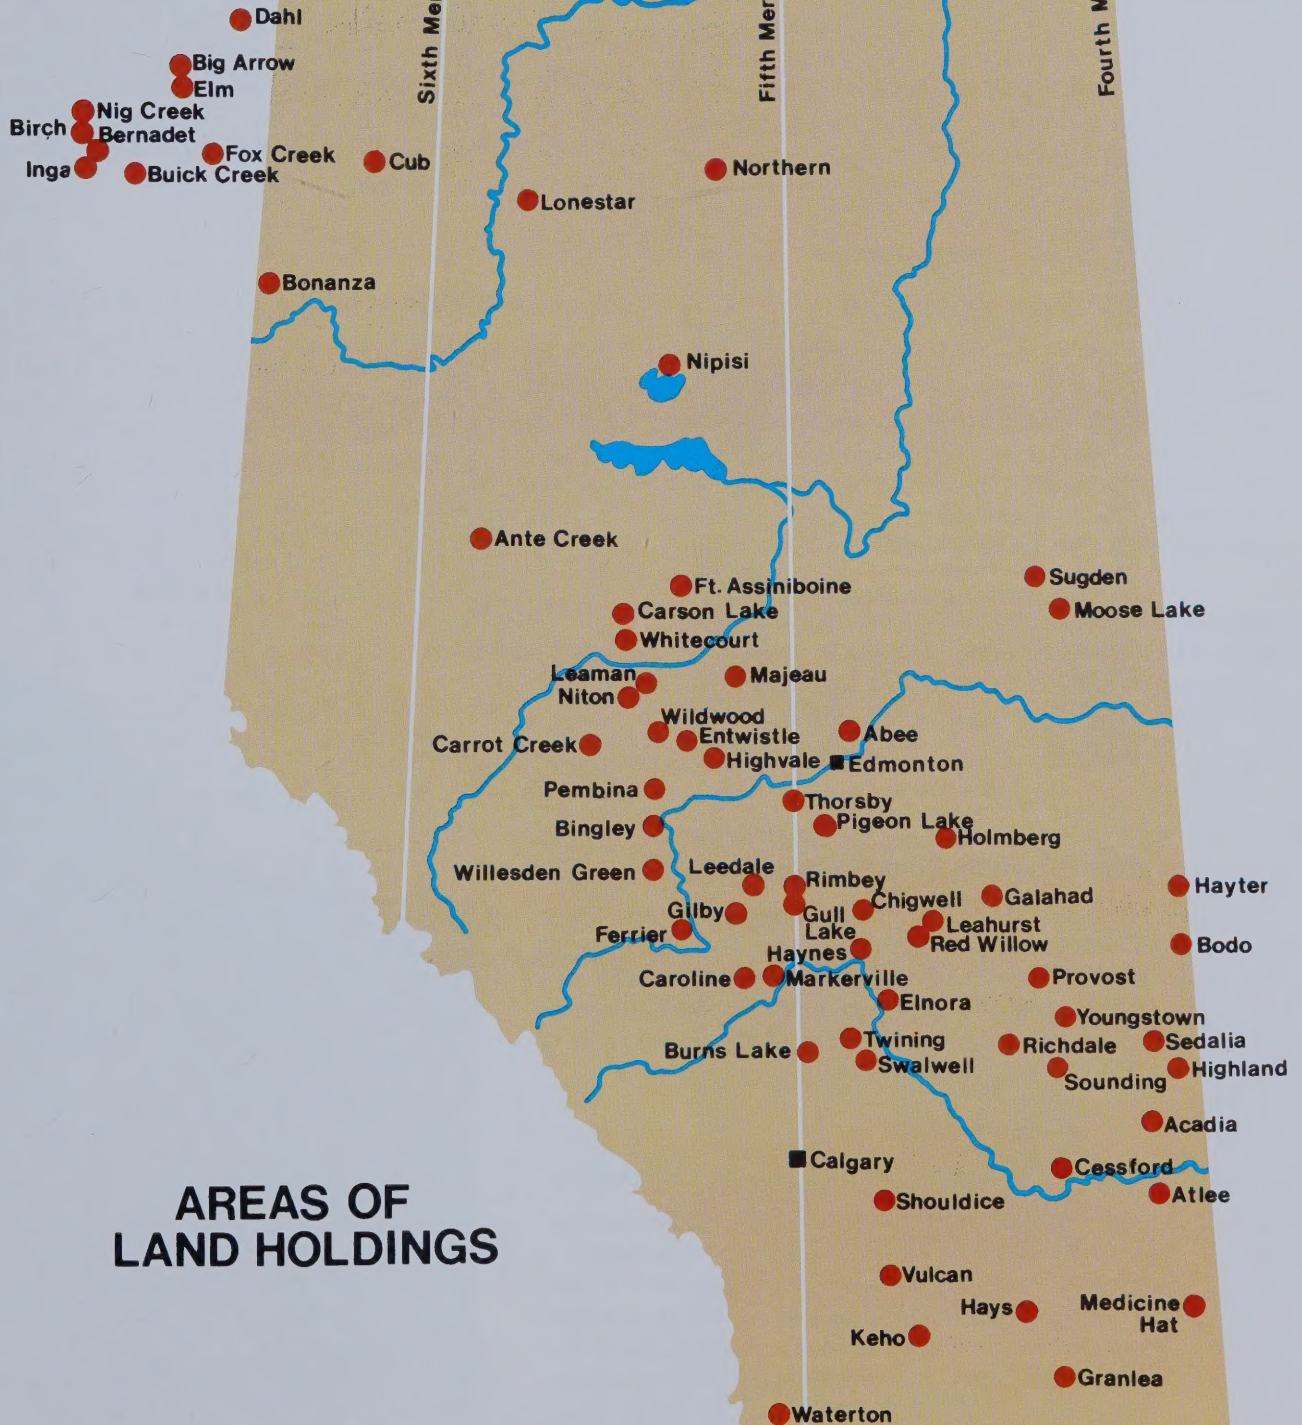 Dahl
Sixth Mer
Fifth Mer
Fourth M
Big Arrow
Elm
Nig Creek
Birch
Bernadet
Inga
Buick Creek
Fox Creek
Cub
Northern
Lonestar
Bonanza
Nipisi
Ante Creek
Ft. Assiniboine
Sugden
Carson Lake
Moose Lake
Whitecourt
Leaman
Majeau
Niton
Wildwood
Carrot Creek
Entwistle
Abee
Highvale
Edmonton
Pembina
Thorsby
Bingley
Pigeon Lake
Holmberg
Willesden Green
Leedale
Rimbey
Chigwell
Galahad
Hayter
Gilby
Gull
Lake
Leahurst
Ferrier
Red Willow
Bodo
Haynes
Caroline
Markerville
Provost
Elnora
Youngstown
Burns Lake
Twining
Richdale
Sedalia
Swalwell
Sounding
Highland
Acadia
Calgary
Cessford
Shouldice
Atlee
AREAS OF
LAND HOLDINGS
Vulcan
Hays
Medicine
Hat
Keho
Granlea
Waterton